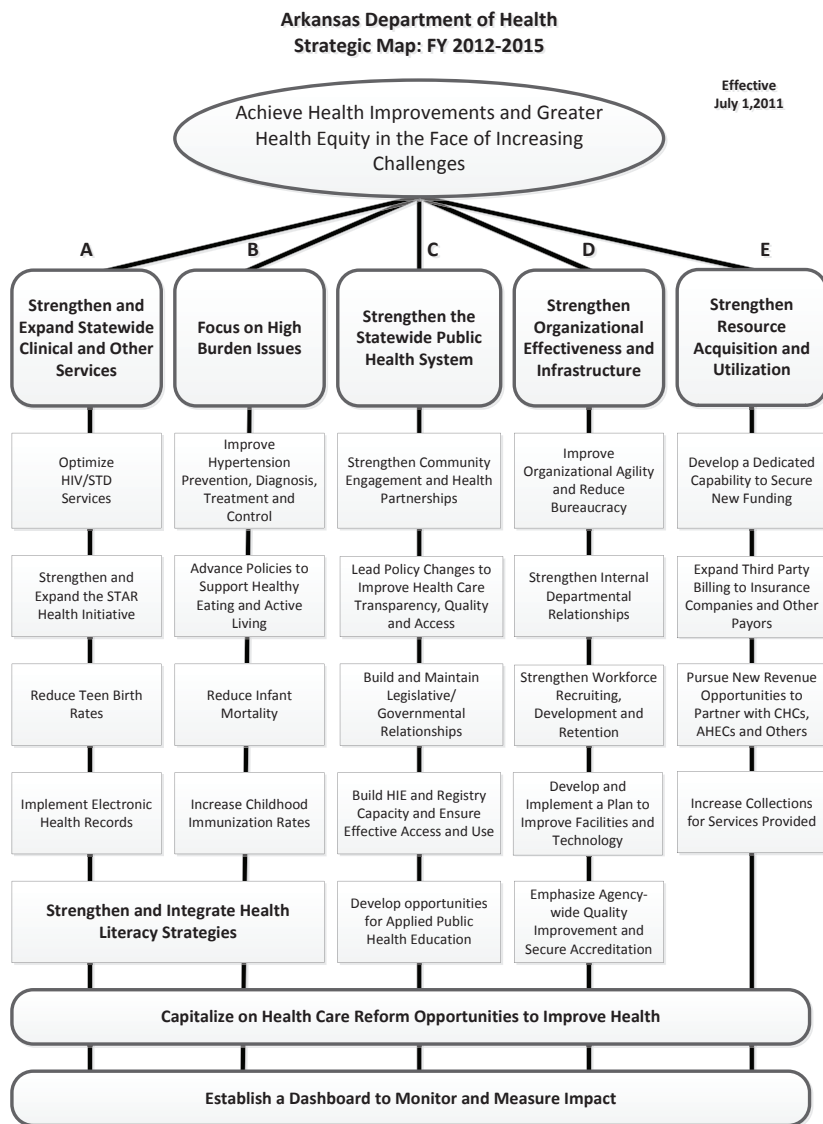 Arkansas Department of Health
Strategic Map: FY 2012-2015
Effective
July 1,2011
Achieve Health Improvements and Greater
Health Equity in the Face of Increasing
Challenges
A
B
C
D
E
Strengthen and
Expand Statewide
Clinical and Other
Services
Focus on High
Burden Issues
Strengthen the
Statewide Public
Health System
Strengthen
Organizational
Effectiveness and
Infrastructure
Strengthen
Resource
Acquisition and
Utilization
Optimize
HIV/STD
Services
Improve
Hypertension
Prevention, Diagnosis,
Treatment and
Control
Strengthen Community
Engagement and Health
Partnerships
Improve
Organizational Agility
and Reduce
Bureaucracy
Develop a Dedicated
Capability to Secure
New Funding
Strengthen and
Expand the STAR
Health Initiative
Advance Policies to
Support Healthy
Eating and Active
Living
Lead Policy Changes to
Improve Health Care
Transparency, Quality
and Access
Strengthen Internal
Departmental
Relationships
Expand Third Party
Billing to Insurance
Companies and Other
Payors
Reduce Teen Birth
Rates
Reduce Infant
Mortality
Build and Maintain
Legislative/
Governmental
Relationships
Strengthen Workforce
Recruiting,
Development and
Retention
Pursue New Revenue
Opportunities to
Partner with CHCs,
AHECs and Others
Implement Electronic
Health Records
Increase Childhood
Immunization Rates
Build HIE and Registry
Capacity and Ensure
Effective Access and Use
Develop and
Implement a Plan to
Improve Facilities and
Technology
Increase Collections
for Services Provided
Strengthen and Integrate Health
Literacy Strategies
Develop opportunities
for Applied Public
Health Education
Emphasize Agency-
wide Quality
Improvement and
Secure Accreditation
Capitalize on Health Care Reform Opportunities to Improve Health
Establish a Dashboard to Monitor and Measure Impact